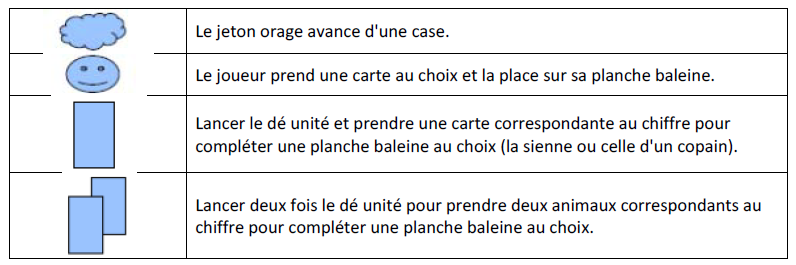 Le jeton orage avance d'une case.
Le joueur prend une carte au choix et la place sur sa planche baleine.
Lancer le dé unité et prendre une carte correspondante au chiffre pour
compléter une planche baleine au choix (la sienne ou celle d'un copain).
Lancer deux fois le dé unité pour prendre deux animaux correspondants au
chiffre pour compléter une planche baleine au choix.